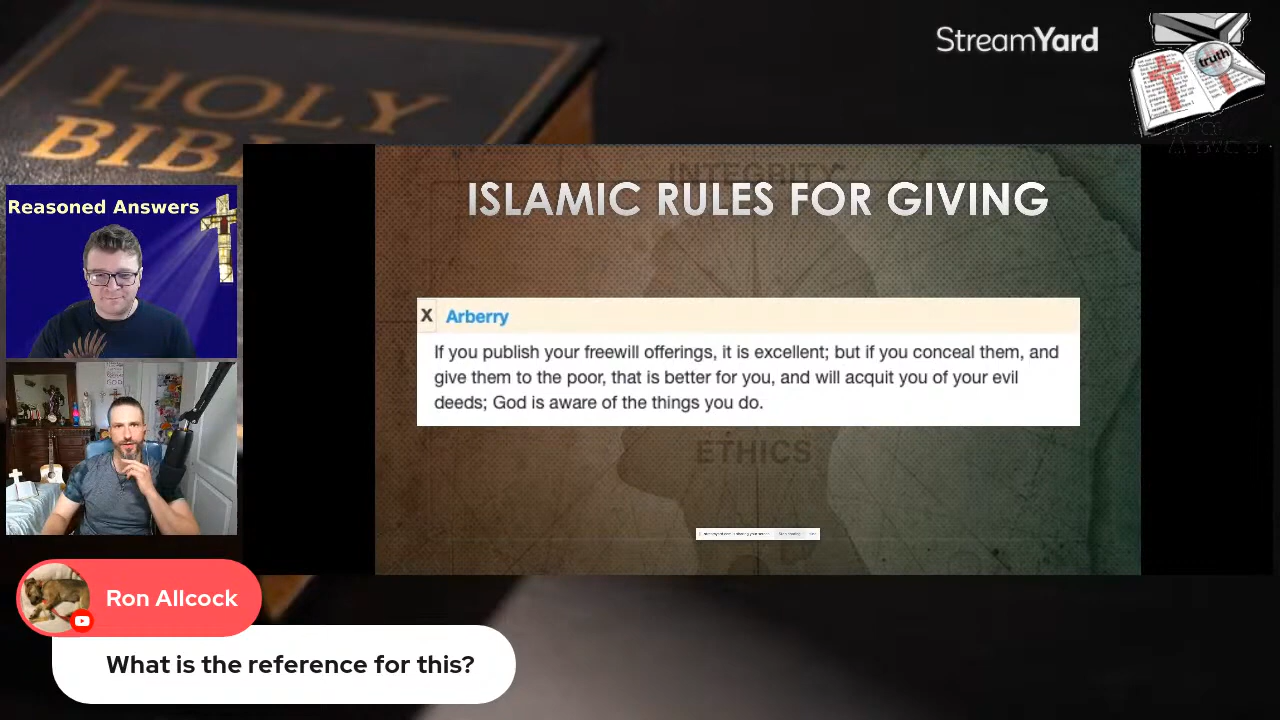 HOLY
BIBL
StreamYard
truth
Reasoned Answers
INTEGRITY
ISLAMIC RULES FOR GIVING
X Arberry
If you publish your freewill offerings, it is excellent; but if you conceal them, and
give them to the poor, that is better for you, and will acquit you of your evil
deeds; God is aware of the things you do.
ETHICS
Ron Allcock
What is the reference for this?